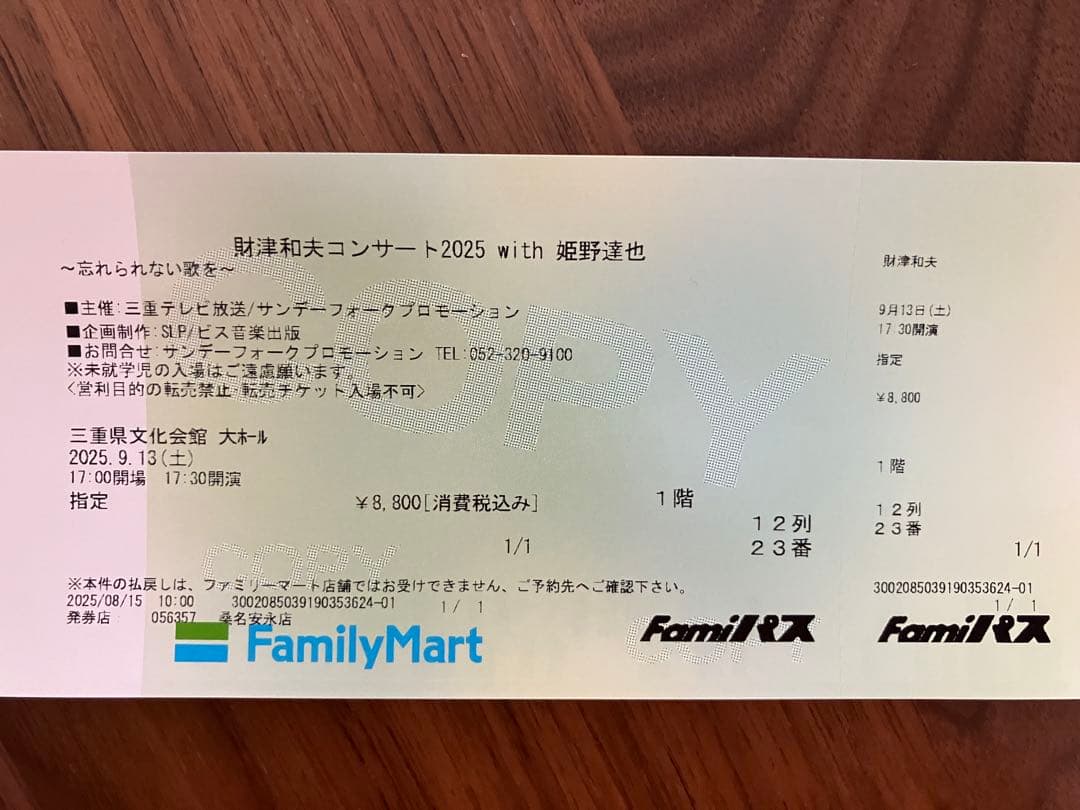 財津和夫コンサート2025 with 姫野達也
～忘れられない歌を～
■主催:三重テレビ放送/サンデーフォークプロモーション
■企画制作:SLP/ビス音楽出版
■お問合せ:サンデーフォークプロモーション TEL:052-320-9100
※未就学児の入場はご遠慮願います。
<営利目的の転売禁止・転売チケット入場不可>
三重県文化会館 大ホール
2025.9.13(土)
17:00開場 17:30開演
指定 ￥8,800[消費税込み] 1階
12列
23番
1/1
※本件の払戻しは、ファミリーマート店舗ではお受けできません、ご予約先へご確認下さい。
2025/08/15 10:00 30020850391903536​24-01 1/ 1
発券店: 056357 桑名安永店
FamilyMart
Famiパス
財津和夫
9月13日(土)
17:30開演
指定
￥8,800
1階
12列
23番
1/1
3002085039190353624-01
1/ 1
Famiパス
COPY
COPY
COPY